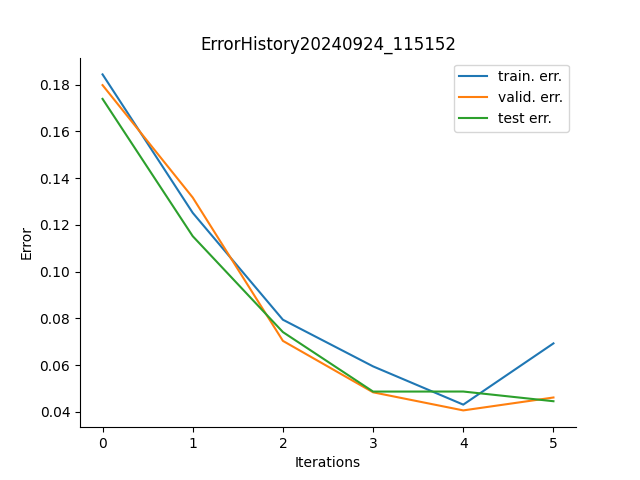 ErrorHistory20240924_115152
train. err.
valid. err.
test err.
0.18
0.16
0.14
0.12
0.10
0.08
0.06
0.04
Error
0 1 2 3 4 5
Iterations